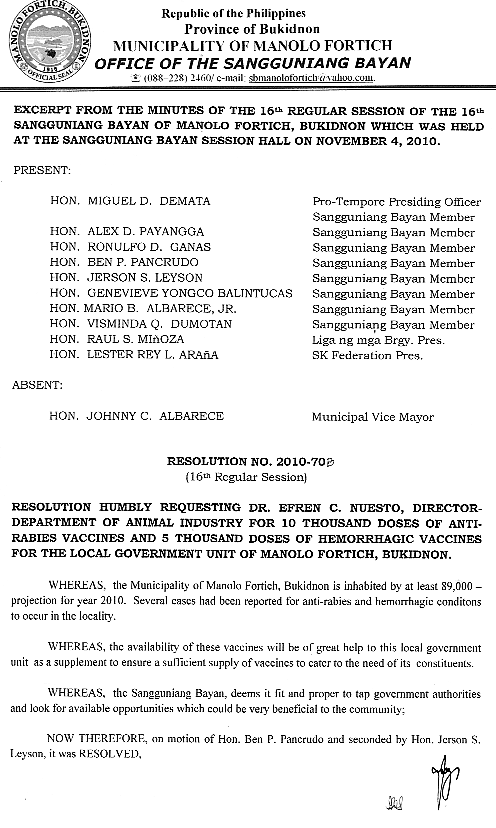 Republic of the Philippines
Province of Bukidnon
MUNICIPALITY OF MANOLO FORTICH
OFFICE OF THE SANGGUNIANG BAYAN
☏ (088–228) 2460/ e-mail: sbmanolofortich@yahoo.com.
MANOLO FORTICH, BUKIDNON
OFFICIAL SEAL
EXCERPT FROM THE MINUTES OF THE 16th REGULAR SESSION OF THE 16th
SANGGUNIANG BAYAN OF MANOLO FORTICH, BUKIDNON WHICH WAS HELD
AT THE SANGGUNIANG BAYAN SESSION HALL ON NOVEMBER 4, 2010.
PRESENT:
HON. MIGUEL D. DEMATA Pro-Tempore Presiding Officer
Sangguniang Bayan Member
HON. ALEX D. PAYANGGA Sangguniang Bayan Member
HON. RONULFO D. GANAS Sangguniang Bayan Member
HON. BEN P. PANCRUDO Sangguniang Bayan Member
HON. JERSON S. LEYSON Sangguniang Bayan Member
HON. GENEVIEVE YONGCO BALINTUCAS Sangguniang Bayan Member
HON. MARIO B. ALBARECE, JR. Sangguniang Bayan Member
HON. VISMINDA Q. DUMOTAN Sangguniang Bayan Member
HON. RAUL S. MIñOZA Liga ng mga Brgy. Pres.
HON. LESTER REY L. ARAñA SK Federation Pres.
ABSENT:
HON. JOHNNY C. ALBARECE Municipal Vice Mayor
RESOLUTION NO. 2010-70
(16th Regular Session)
RESOLUTION HUMBLY REQUESTING DR. EFREN C. NUESTO, DIRECTOR-
DEPARTMENT OF ANIMAL INDUSTRY FOR 10 THOUSAND DOSES OF ANTI-
RABIES VACCINES AND 5 THOUSAND DOSES OF HEMORRHAGIC VACCINES
FOR THE LOCAL GOVERNMENT UNIT OF MANOLO FORTICH, BUKIDNON.
WHEREAS, the Municipality of Manolo Fortich, Bukidnon is inhabited by at least 89,000 –
projection for year 2010. Several cases had been reported for anti-rabies and hemorrhagic conditons
to occur in the locality.
WHEREAS, the availability of these vaccines will be of great help to this local government
unit as a supplement to ensure a sufficient supply of vaccines to cater to the need of its constituents.
WHEREAS, the Sangguniang Bayan, deems it fit and proper to tap government authorities
and look for available opportunities which could be very beneficial to the community;
NOW THEREFORE, on motion of Hon. Ben P. Pancrudo and seconded by Hon. Jerson S.
Leyson, it was RESOLVED,